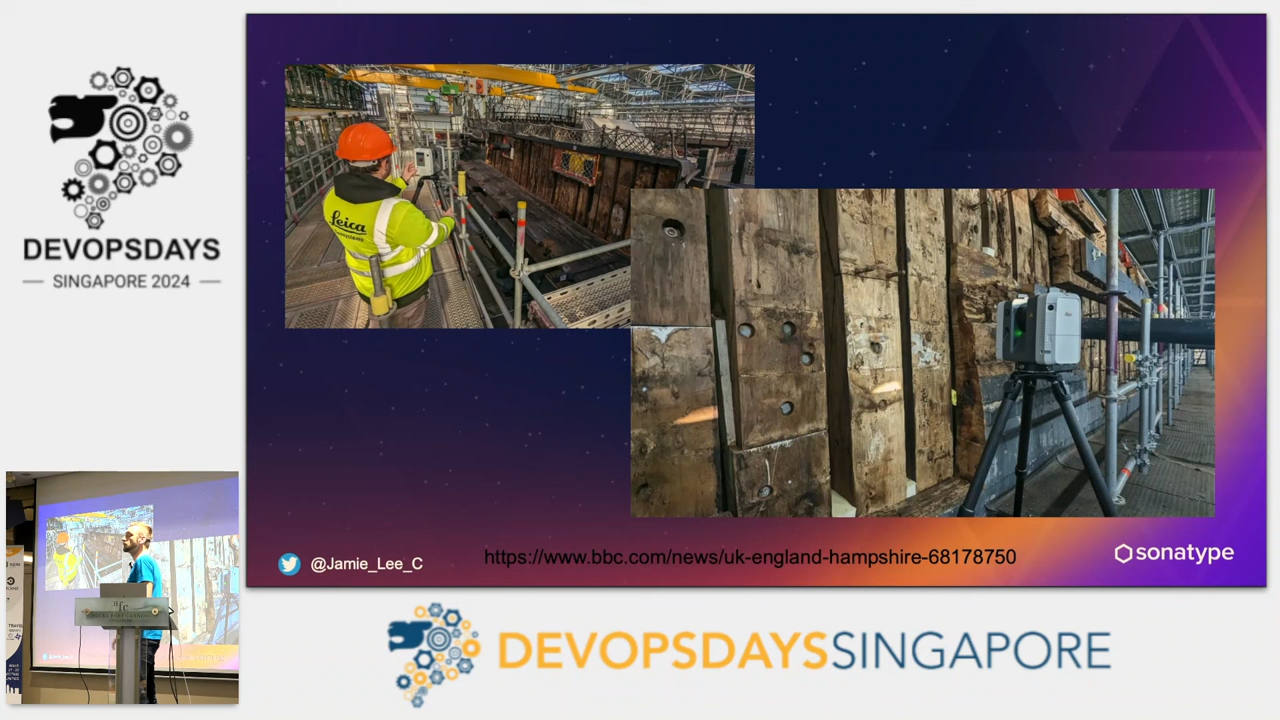 DEVOPSDAYS
SINGAPORE 2024
Leica
@Jamie_Lee_C
https://www.bbc.com/news/uk-england-hampshire-68178750
sonatype
DEVOPSDAYSSINGAPORE